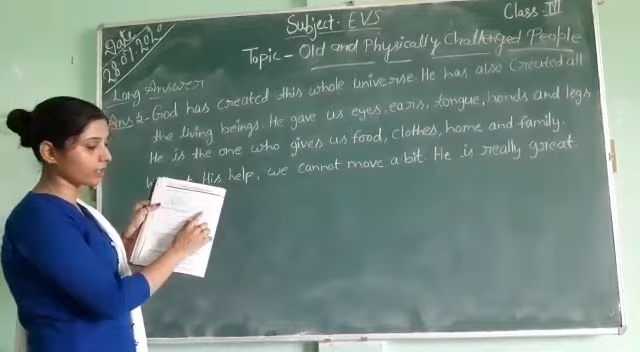 Subject- EVS
Class- III
Date
28.07.2020
Topic - Old and Physically Challenged People
Long Answer
Ans 5- God has created this whole universe. He has also created all
the living beings. He gave us eyes, ears, tongue, hands and legs
He is the one who gives us food, clothes, home and family.
His help, we cannot move a bit. He is really great.